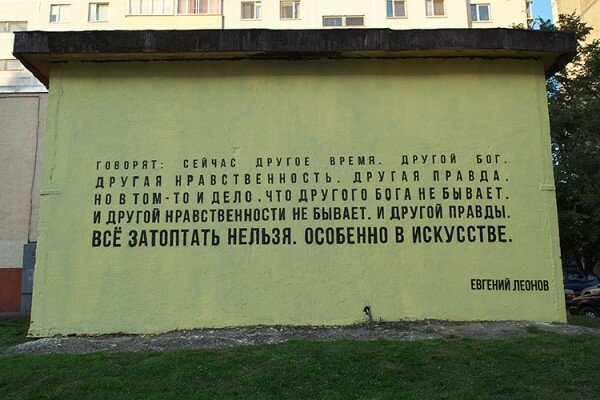 ГОВОРЯТ: СЕЙЧАС ДРУГОЕ ВРЕМЯ. ДРУГОЙ БОГ.
ДРУГАЯ НРАВСТВЕННОСТЬ. ДРУГАЯ ПРАВДА.
НО В ТОМ-ТО И ДЕЛО, ЧТО ДРУГОГО БОГА НЕ БЫВАЕТ.
И ДРУГОЙ НРАВСТВЕННОСТИ НЕ БЫВАЕТ. И ДРУГОЙ ПРАВДЫ.
ВСЁ ЗАТОПТАТЬ НЕЛЬЗЯ. ОСОБЕННО В ИСКУССТВЕ.
ЕВГЕНИЙ ЛЕОНОВ